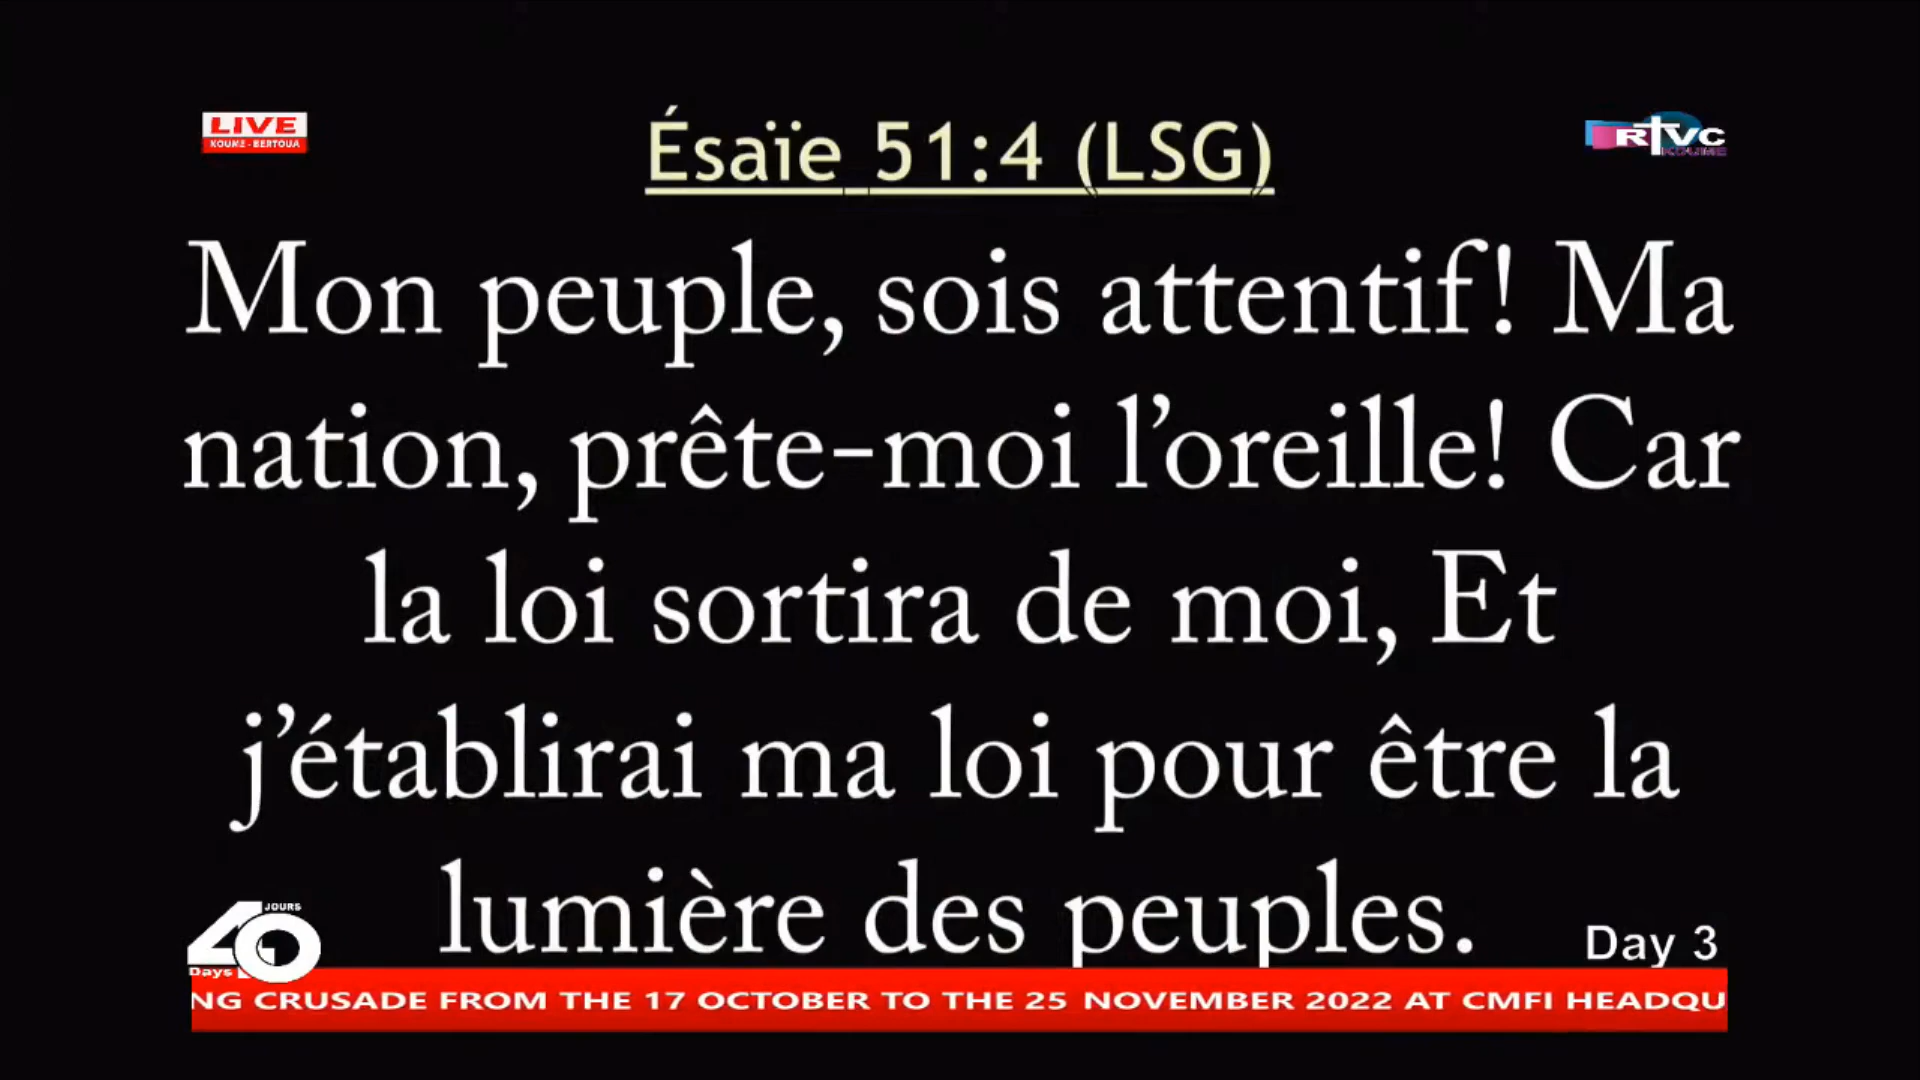 LIVE
KOUME - BERTOUA
RTVC
KOUME
Ésaïe 51:4 (LSG)
Mon peuple, sois attentif! Ma
nation, prête-moi l’oreille! Car
la loi sortira de moi, Et
j’établirai ma loi pour être la
lumière des peuples.
40
JOURS
Days
Day 3
NG CRUSADE FROM THE 17 OCTOBER TO THE 25 NOVEMBER 2022 AT CMFI HEADQU